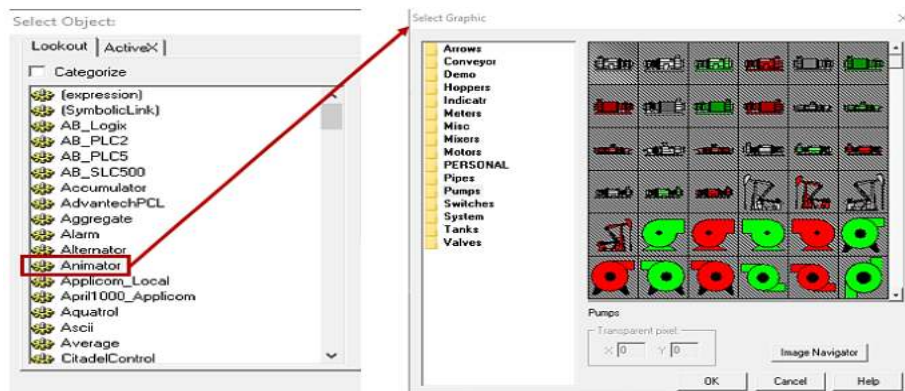 Select Object:
Lookout
ActiveX
Categorize
(expression)
(SymbolicLink)
AB_Logix
AB_PLC2
AB_PLC5
AB_SLC500
Accumulator
AdvantechPCL
Aggregate
Alarm
Alternator
Animator
Applicom_Local
April1000_Applicom
Aquatrol
Ascii
Average
CitadelControl
Select Graphic
Arrows
Conveyor
Demo
Hoppers
Indicatr
Meters
Misc
Mixers
Motors
PERSONAL
Pipes
Pumps
Switches
System
Tanks
Valves
Pumps
Transparent pixel:
X 0 Y 0
Image Navigator
OK Cancel Help